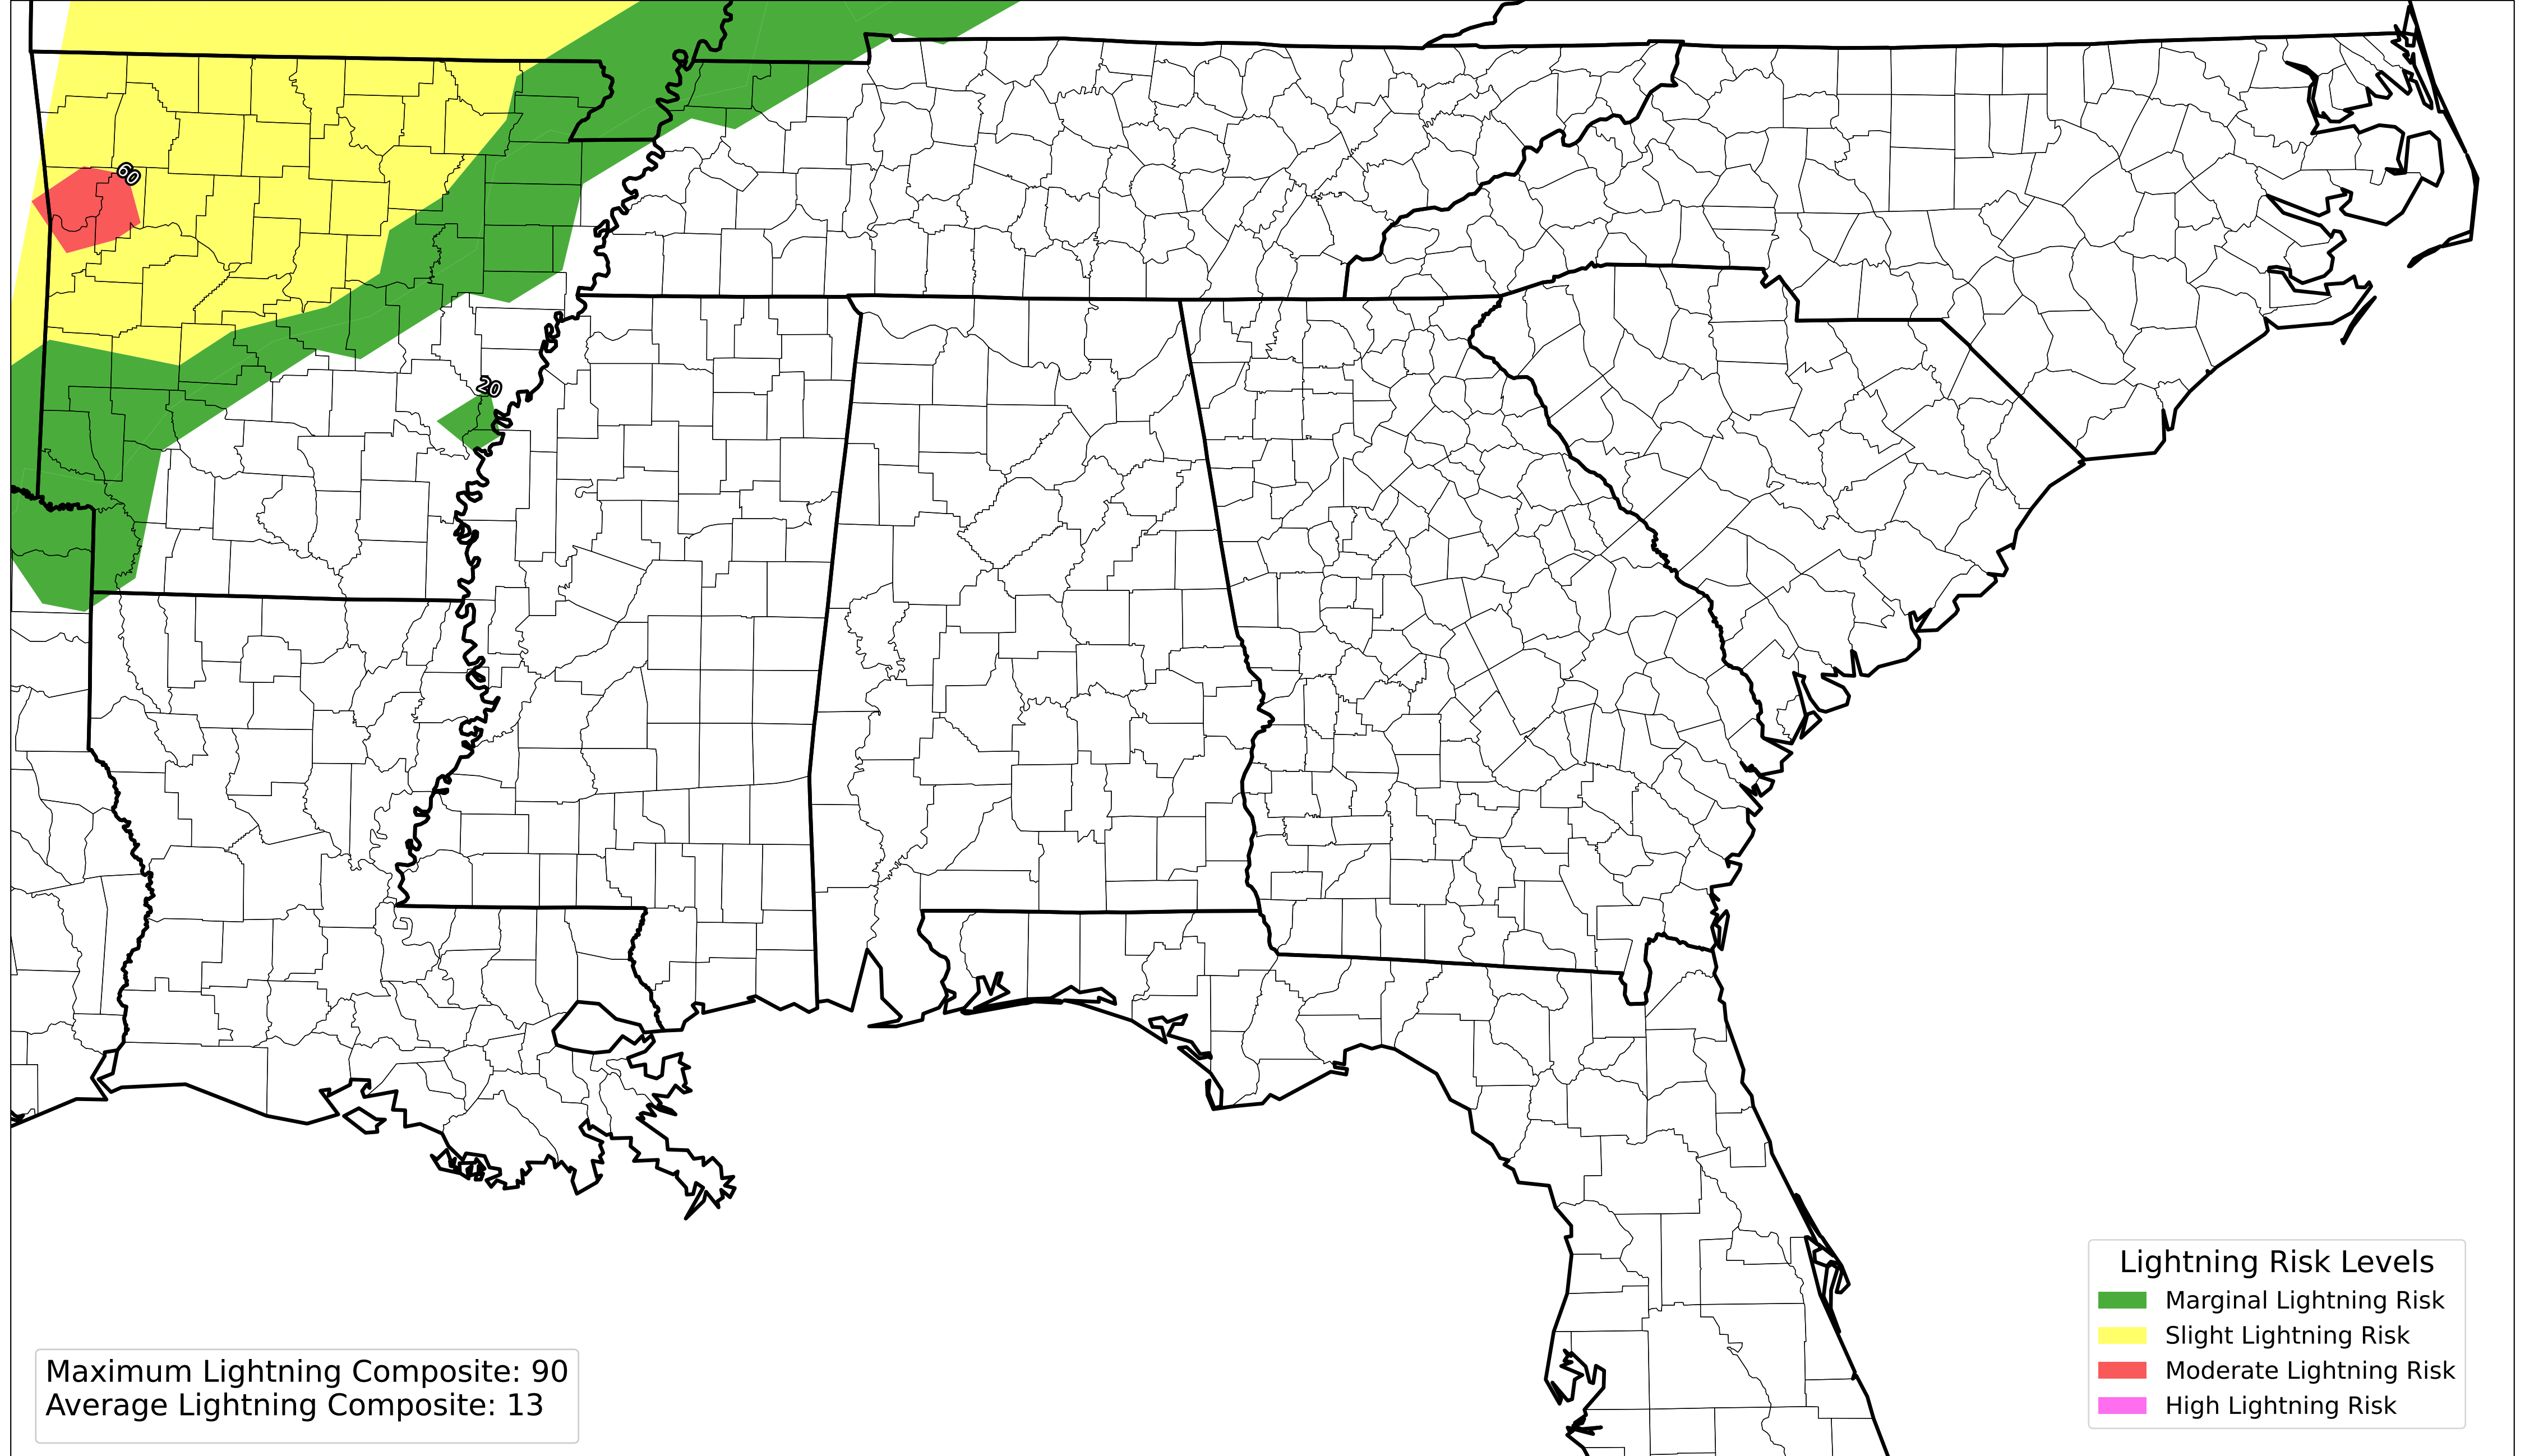 60
20
Lightning Risk Levels
Marginal Lightning Risk
Slight Lightning Risk
Moderate Lightning Risk
High Lightning Risk
Maximum Lightning Composite: 90
Average Lightning Composite: 13